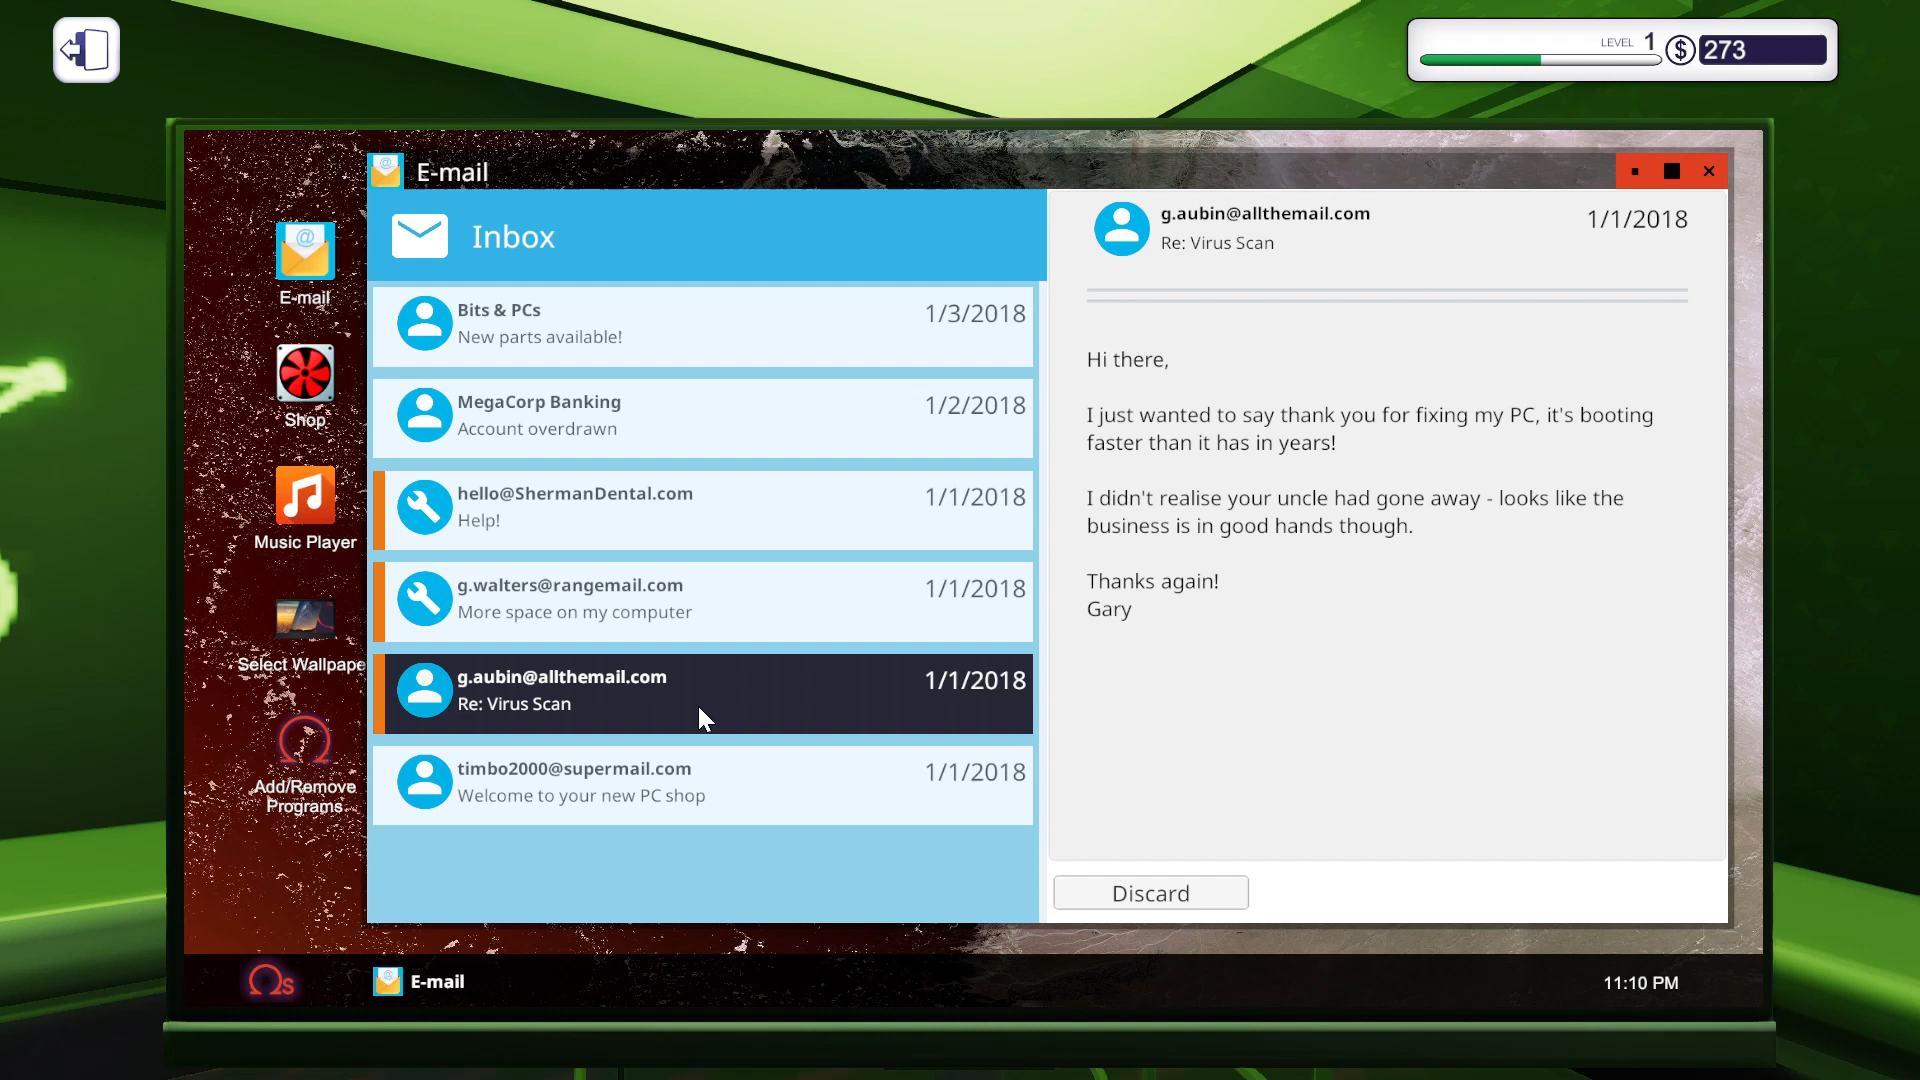 LEVEL 1
$ 273
E-mail
Inbox
Bits & PCs
1/3/2018
New parts available!
MegaCorp Banking
1/2/2018
Account overdrawn
hello@ShermanDental.com
1/1/2018
Help!
g.walters@rangemail.com
1/1/2018
More space on my computer
g.aubin@allthemail.com
1/1/2018
Re: Virus Scan
timbo2000@supermail.com
1/1/2018
Welcome to your new PC shop
g.aubin@allthemail.com
1/1/2018
Re: Virus Scan
Hi there,
I just wanted to say thank you for fixing my PC, it's booting
faster than it has in years!
I didn't realise your uncle had gone away - looks like the
business is in good hands though.
Thanks again!
Gary
Discard
E-mail
Shop
Music Player
Select Wallpape
Add/Remove
Programs
Ωs
E-mail
11:10 PM